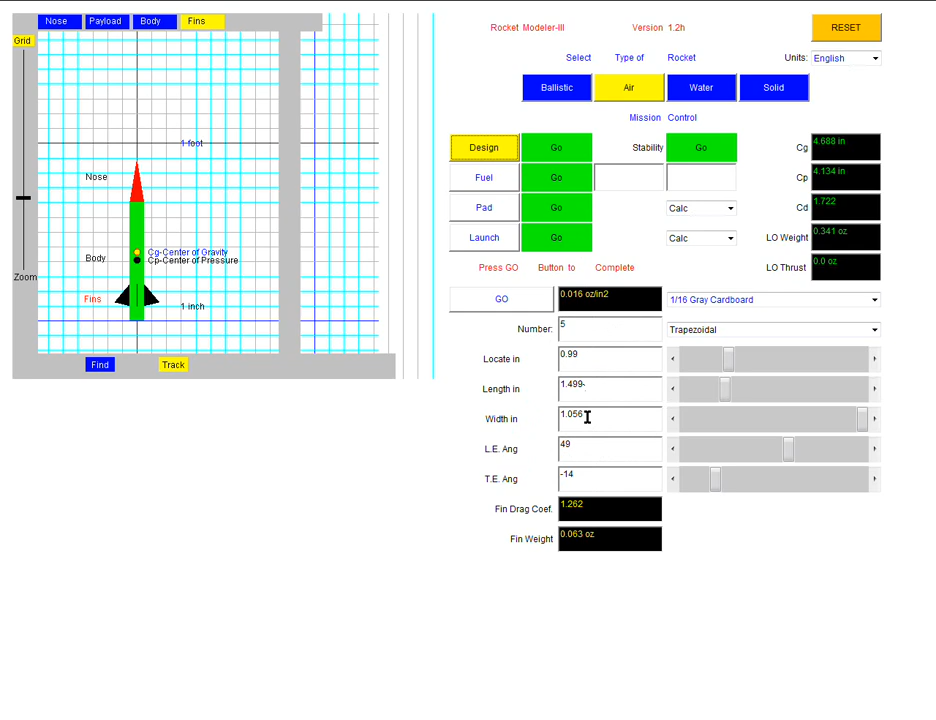 Nose Payload Body Fins
Grid
1 foot
Nose
Cg-Center of Gravity
Body Cp-Center of Pressure
Zoom
Fins
1 inch
Find Track
Rocket Modeler-III Version 1.2h RESET
Select Type of Rocket Units: English
Ballistic Air Water Solid
Mission Control
Design Go Stability Go Cg 4.688 in
Fuel Go Cp 4.134 in
Pad Go Calc Cd 1.722
Launch Go Calc LO Weight 0.341 oz
Press GO Button to Complete LO Thrust 0.0 oz
GO 0.016 oz/in2 1/16 Gray Cardboard
Number: 5 Trapezoidal
Locate in 0.99
Length in 1.499-
Width in 1.056
L.E. Ang 49
T.E. Ang -14
Fin Drag Coef. 1.262
Fin Weight 0.063 oz